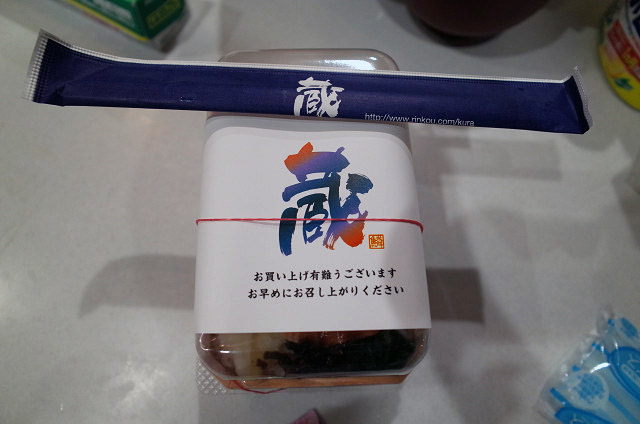 蔵
http://www.rinkou.com/kura
蔵
お買い上げ有難うございます
お早めにお召し上がりください